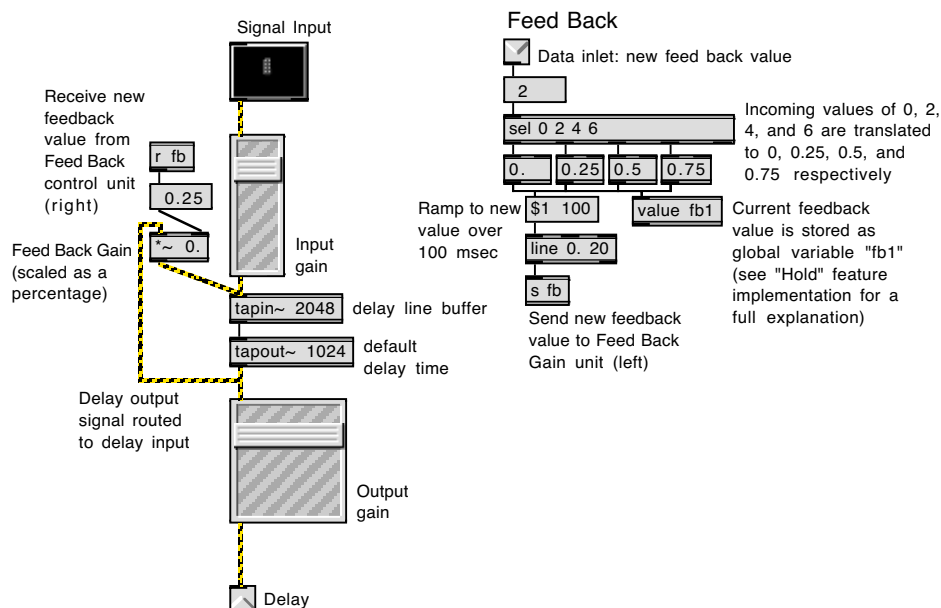 Signal Input
Receive new
feedback
value from
Feed Back
control unit
(right)
r fb
0.25
*~ 0.
Feed Back Gain
(scaled as a
percentage)
Input
gain
tapin~ 2048
delay line buffer
tapout~ 1024
default
delay time
Delay output
signal routed
to delay input
Output
gain
Delay
Feed Back
Data inlet: new feed back value
2
sel 0 2 4 6
Incoming values of 0, 2,
4, and 6 are translated
to 0, 0.25, 0.5, and
0.75 respectively
0.
0.25
0.5
0.75
Ramp to new
value over
100 msec
$1 100
value fb1
line 0. 20
s fb
Current feedback
value is stored as
global variable "fb1"
(see "Hold" feature
implementation for a
full explanation)
Send new feedback
value to Feed Back
Gain unit (left)